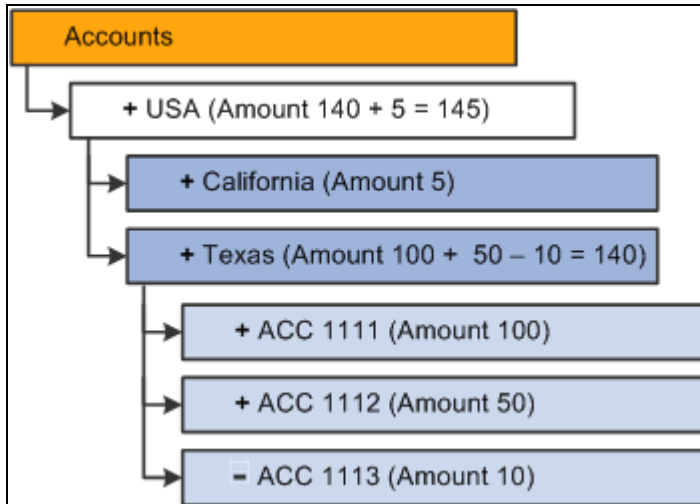 Accounts
+ USA (Amount 140 + 5 = 145)
+ California (Amount 5)
+ Texas (Amount 100 + 50 – 10 = 140)
+ ACC 1111 (Amount 100)
+ ACC 1112 (Amount 50)
- ACC 1113 (Amount 10)